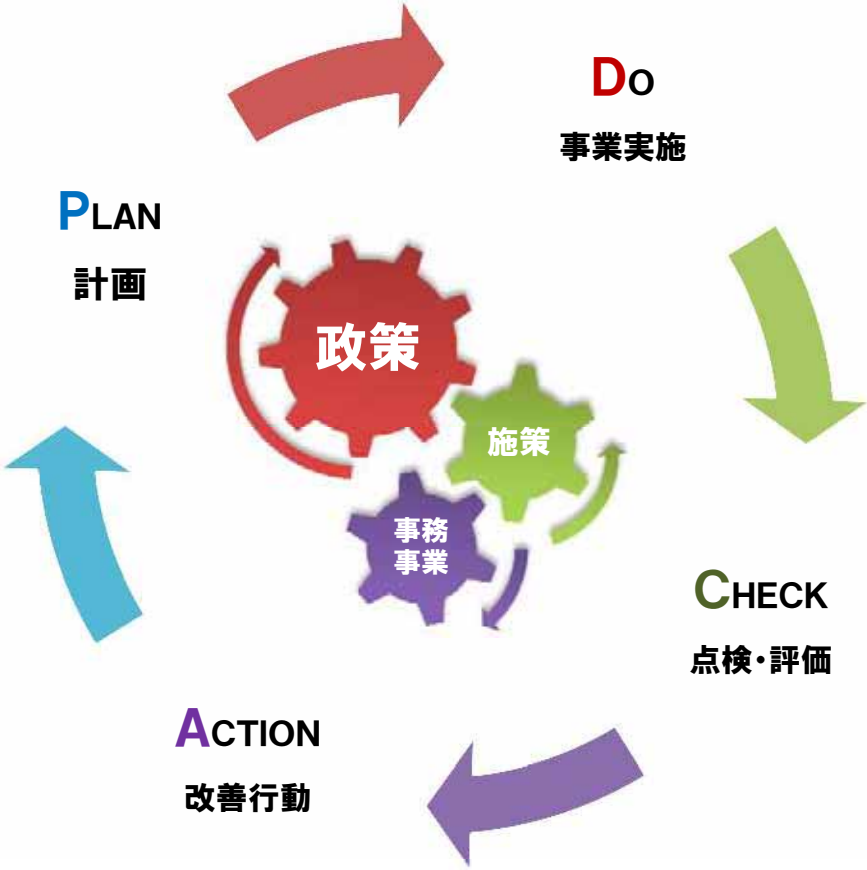 DO
事業実施
PLAN
計画
政策
施策
事務
事業
CHECK
点検・評価
ACTION
改善行動